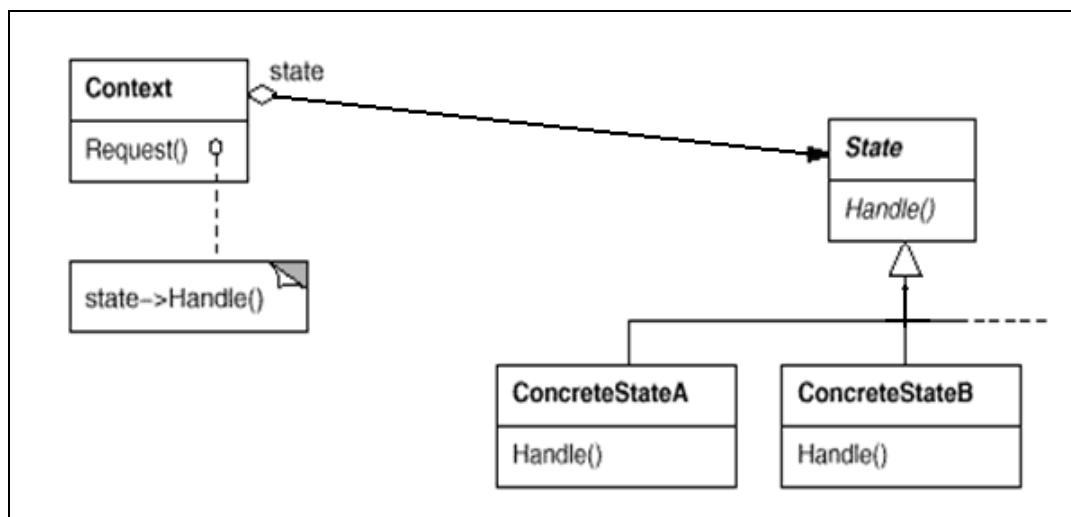 Context
state
Request()
state->Handle()
State
Handle()
ConcreteStateA
Handle()
ConcreteStateB
Handle()